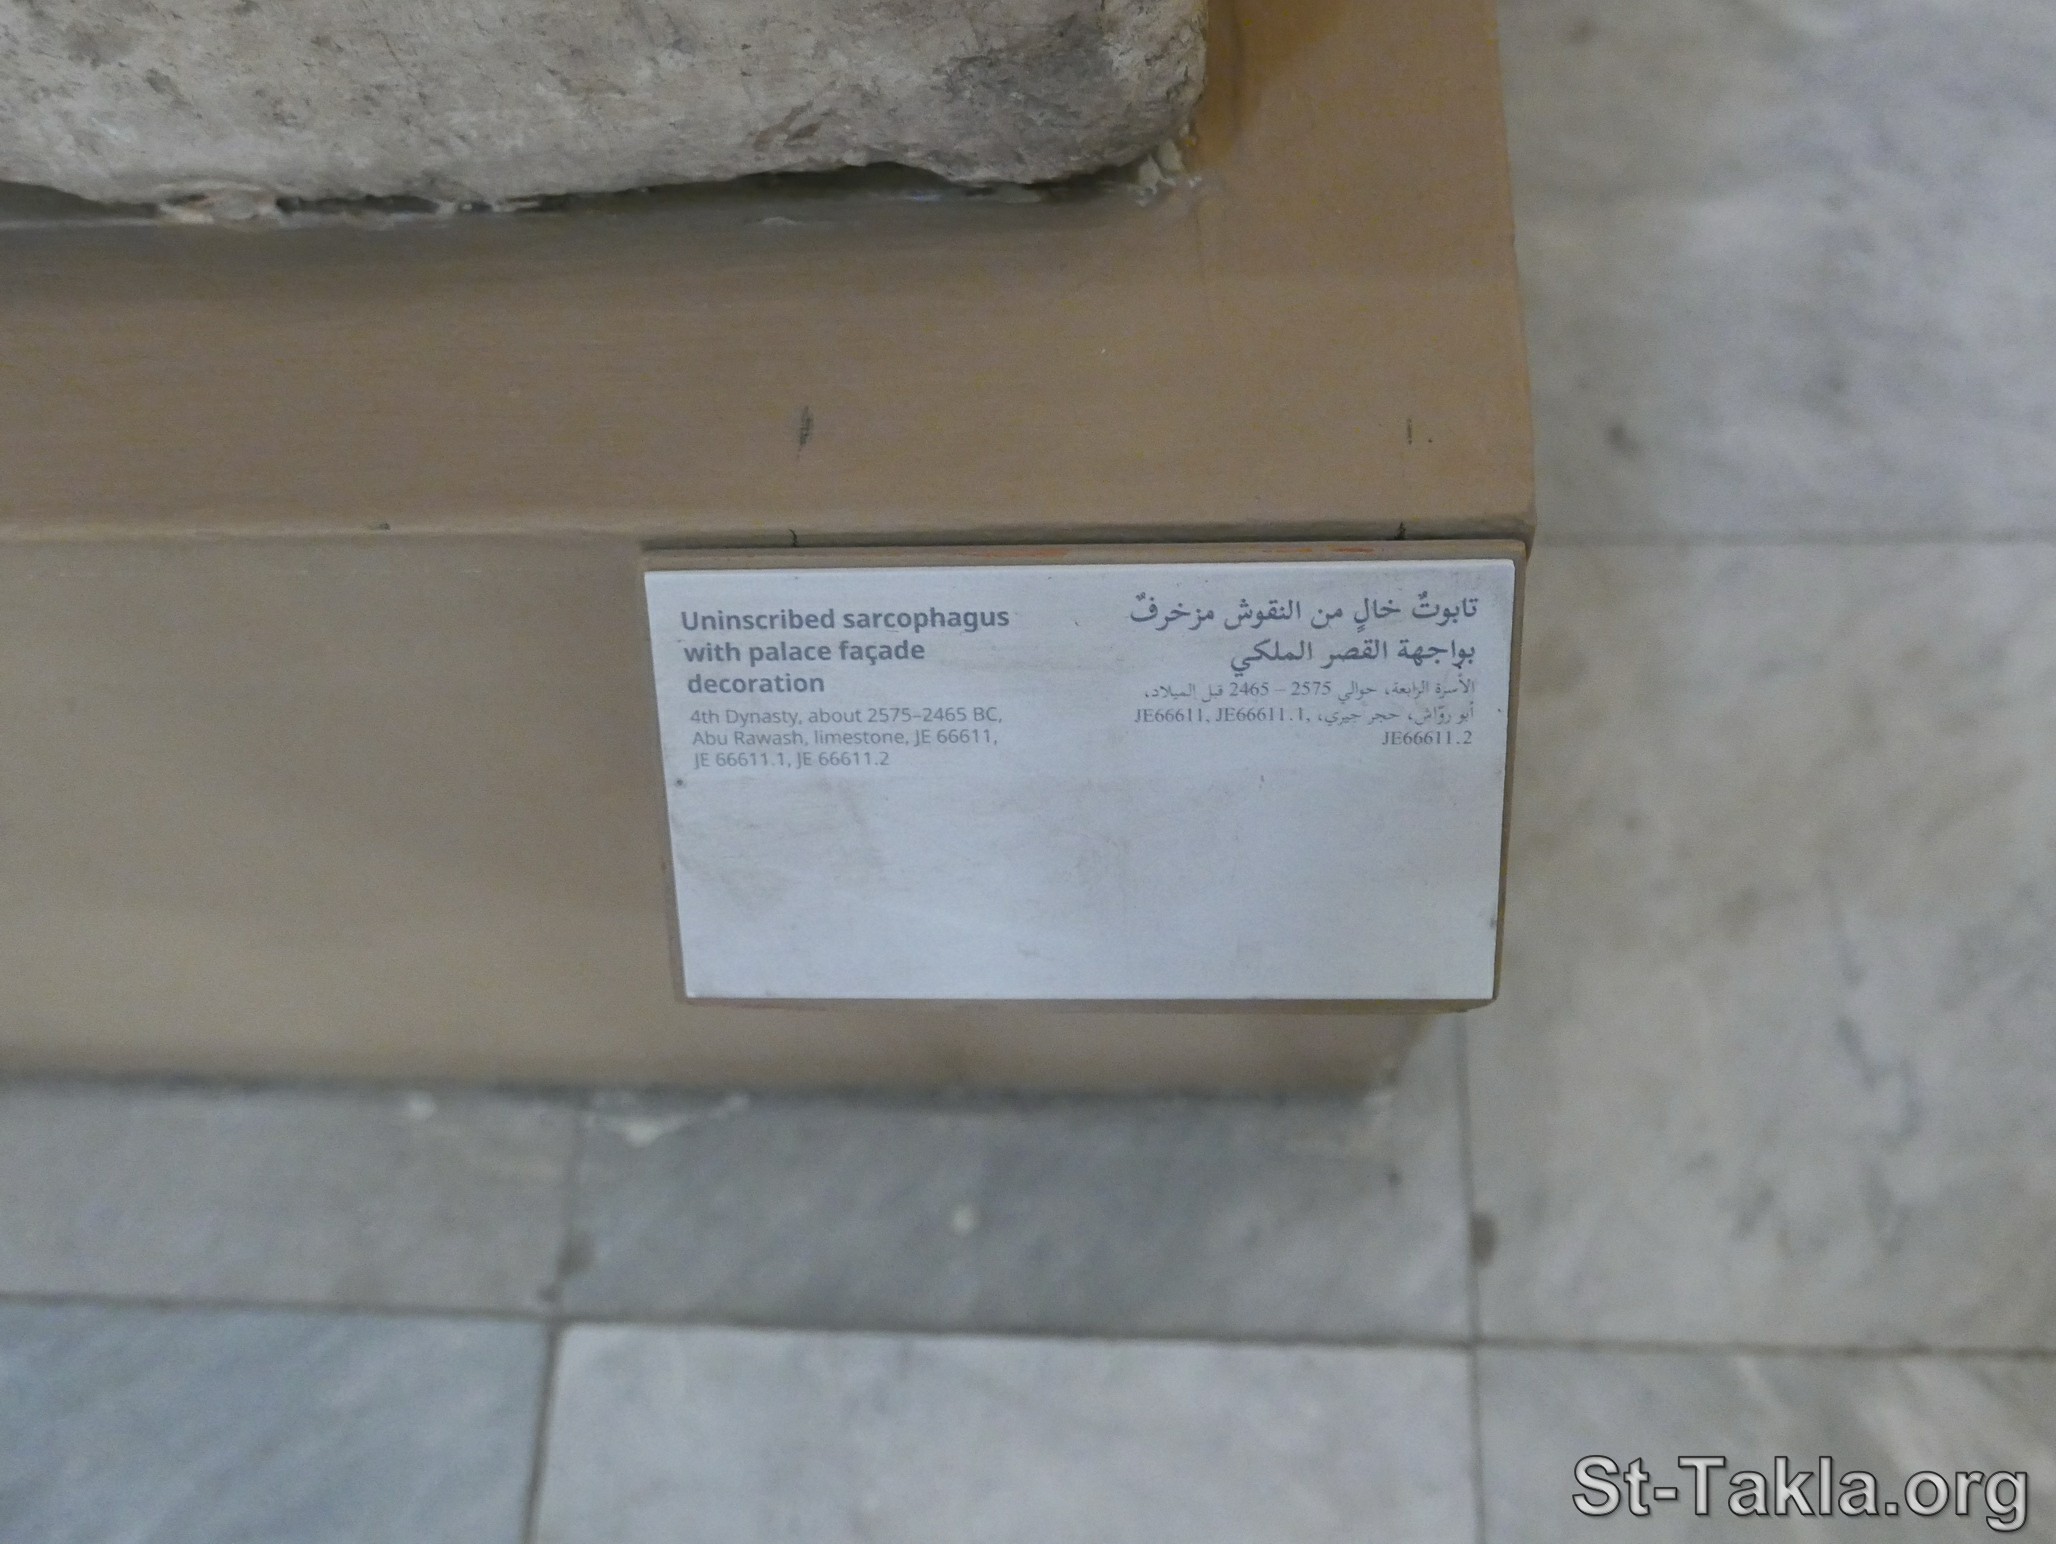 Uninscribed sarcophagus
with palace façade
decoration
4th Dynasty, about 2575–2465 BC,
Abu Rawash, limestone, JE 66611,
JE 66611.1, JE 66611.2
تابوتٌ خالٍ من النقوش مزخرفٌ
بواجهة القصر الملكي
الأسرة الرابعة، حوالي 2575 – 2465 قبل الميلاد،
أبو روّاش، حجر جيري، JE66611, JE66611.1,
JE66611.2
St-Takla.org